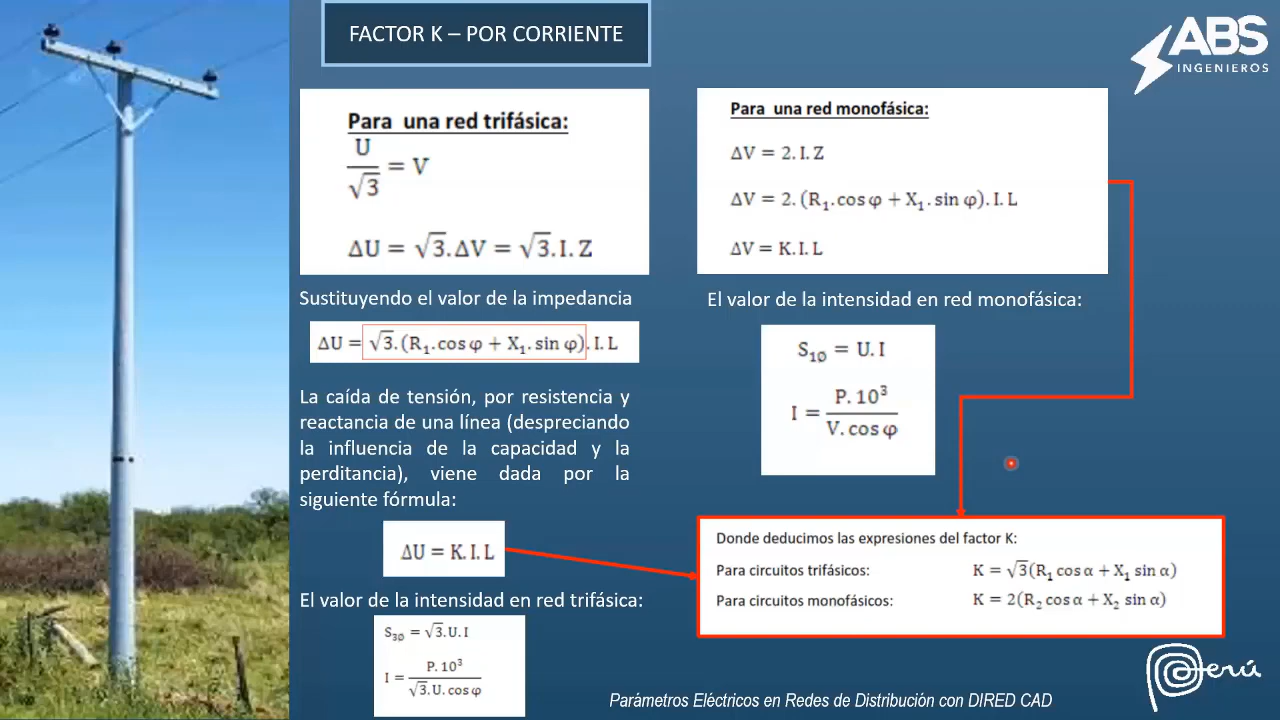 FACTOR K – POR CORRIENTE
ABS
INGENIEROS
Para una red trifásica:
U/√3 = V
ΔU = √3.ΔV = √3.I.Z
Sustituyendo el valor de la impedancia
ΔU = √3.(R₁.cos φ + X₁.sin φ).I.L
La caída de tensión, por resistencia y
reactancia de una línea (despreciando
la influencia de la capacidad y la
perditancia), viene dada por la
siguiente fórmula:
ΔU = K.I.L
El valor de la intensidad en red trifásica:
S₃∅ = √3.U.I
I = P.10³/√3.U.cos φ
Para una red monofásica:
ΔV = 2.I.Z
ΔV = 2.(R₁.cos φ + X₁.sin φ).I.L
ΔV = K.I.L
El valor de la intensidad en red monofásica:
S₁∅ = U.I
I = P.10³/V.cos φ
Donde deducimos las expresiones del factor K:
Para circuitos trifásicos: K = √3(R₁ cos α + X₁ sin α)
Para circuitos monofásicos: K = 2(R₂ cos α + X₂ sin α)
Perú
Parámetros Eléctricos en Redes de Distribución con DIRED CAD